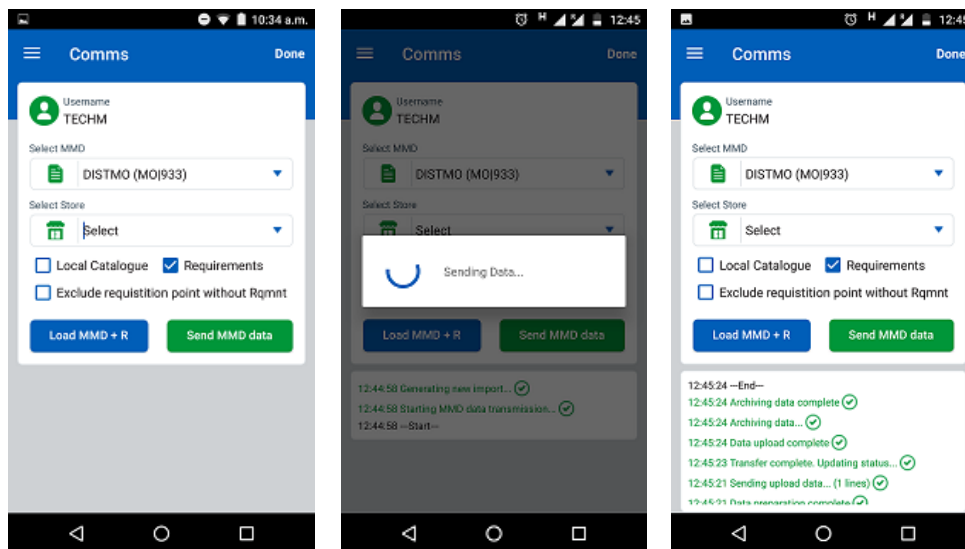 10:34 a.m.
Comms
Done
Username
TECHM
Select MMD
DISTMO (MO|933)
Select Store
Select
Local Catalogue
Requirements
Exclude requistition point without Rqmnt
Load MMD + R
Send MMD data
H
12:45
Comms
Done
Username
TECHM
Select MMD
DISTMO (MO|933)
Select Store
Select
Sending Data...
Load MMD + R
Send MMD data
12:44:58 Generating new import...
12:44:58 Starting MMD data transmission...
12:44:58 --Start--
H
12:45
Comms
Done
Username
TECHM
Select MMD
DISTMO (MO|933)
Select Store
Select
Local Catalogue
Requirements
Exclude requistition point without Rqmnt
Load MMD + R
Send MMD data
12:45:24 --End--
12:45:24 Archiving data complete
12:45:24 Archiving data...
12:45:24 Data upload complete
12:45:23 Transfer complete. Updating status...
12:45:21 Sending upload data... (1 lines)
12:45:21 Data preparation complete